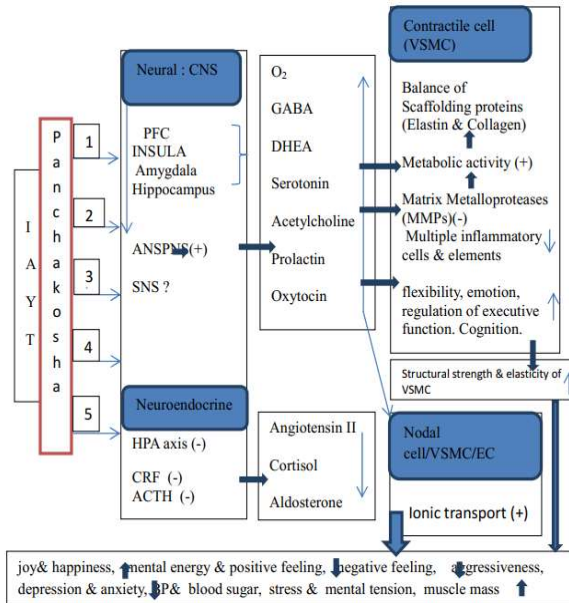 I
A
Y
T
P
a
n
c
h
a
k
o
s
h
a
1
2
3
4
5
Neural : CNS
PFC
INSULA
Amygdala
Hippocampus
ANSPNS(+)
SNS ?
Neuroendocrine
HPA axis (-)
CRF (-)
ACTH (-)
O2
GABA
DHEA
Serotonin
Acetylcholine
Prolactin
Oxytocin
Angiotensin II
Cortisol
Aldosterone
Contractile cell
(VSMC)
Balance of
Scaffolding proteins
(Elastin & Collagen)
Metabolic activity (+)
Matrix Metalloproteases
(MMPs)(-)
Multiple inflammatory
cells & elements
flexibility, emotion,
regulation of executive
function. Cognition.
Structural strength & elasticity of
VSMC
Nodal
cell/VSMC/EC
Ionic transport (+)
joy& happiness, mental energy & positive feeling, negative feeling, aggressiveness,
depression & anxiety, BP& blood sugar, stress & mental tension, muscle mass